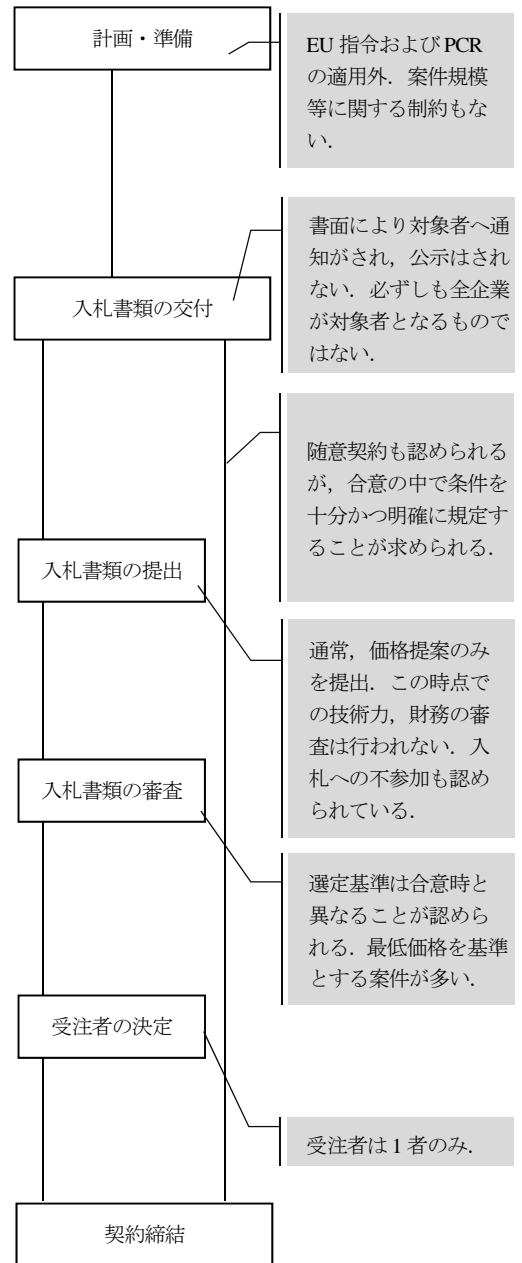 計画・準備
EU 指令および PCR
の適用外．案件規模
等に関する制約もな
い．
書面により対象者へ通
知がされ，公示はされ
ない．必ずしも全企業
が対象者となるもので
はない．
入札書類の交付
随意契約も認められる
が，合意の中で条件を
十分かつ明確に規定す
ることが求められる．
入札書類の提出
通常，価格提案のみ
を提出．この時点で
の技術力，財務の審
査は行われない．入
札への不参加も認め
られている．
入札書類の審査
選定基準は合意時と
異なることが認めら
れる．最低価格を基準
とする案件が多い．
受注者の決定
受注者は 1 者のみ．
契約締結